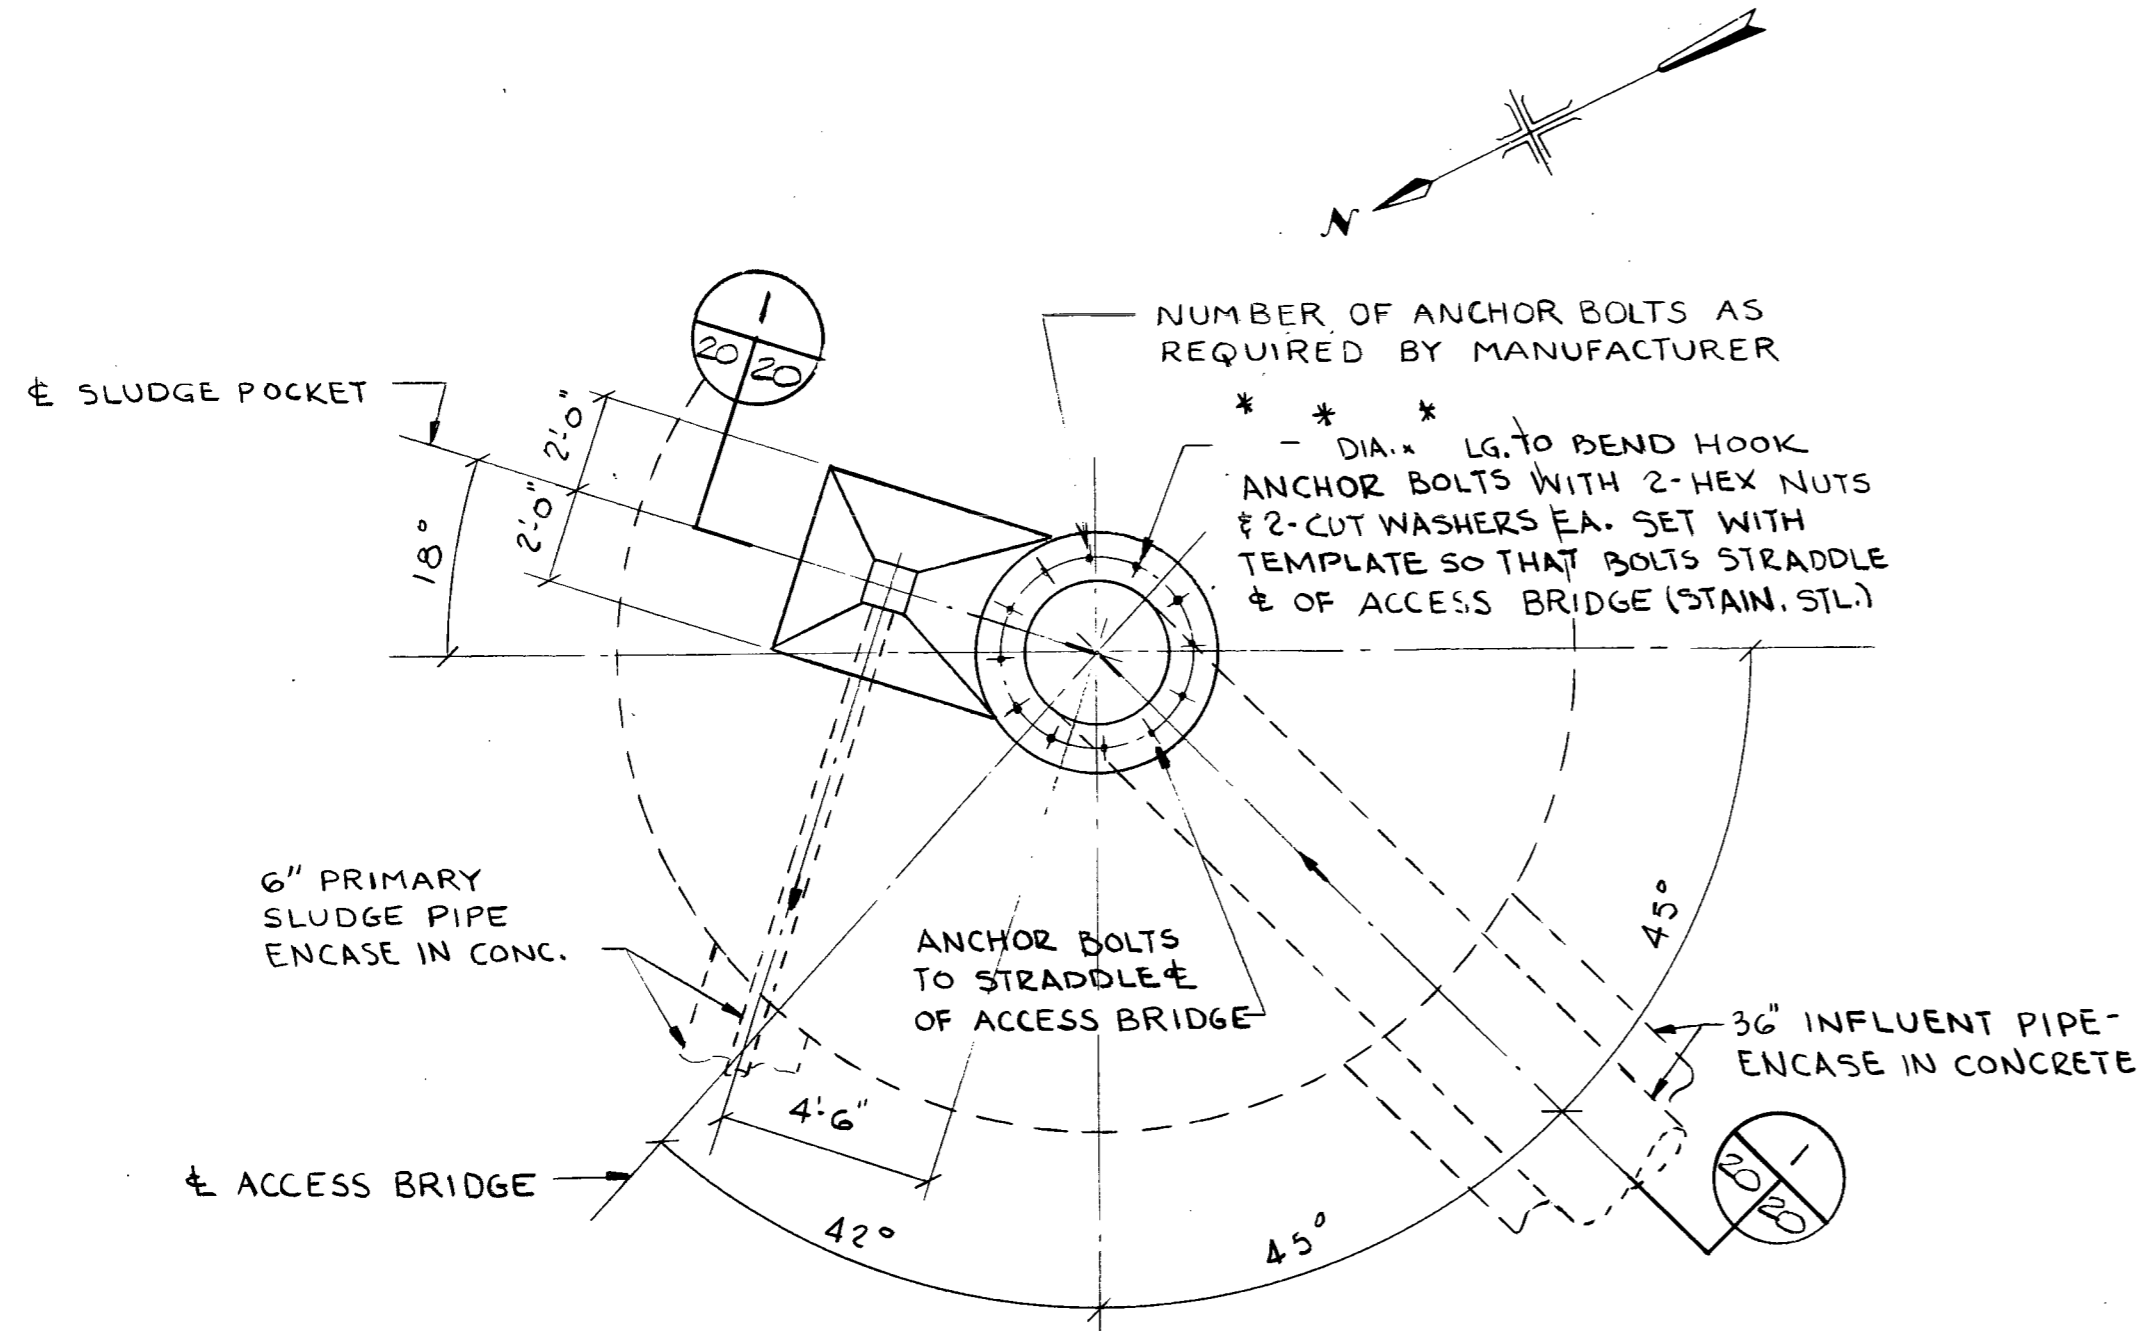 N
1
20 20
NUMBER OF ANCHOR BOLTS AS
REQUIRED BY MANUFACTURER
℄ SLUDGE POCKET
2'-0"
2'-0"
18°
* * *
- DIA. x LG. TO BEND HOOK
ANCHOR BOLTS WITH 2-HEX NUTS
& 2-CUT WASHERS EA. SET WITH
TEMPLATE SO THAT BOLTS STRADDLE
℄ OF ACCESS BRIDGE (STAIN. STL.)
6" PRIMARY
SLUDGE PIPE
ENCASE IN CONC.
ANCHOR BOLTS
TO STRADDLE ℄
OF ACCESS BRIDGE
45°
36" INFLUENT PIPE-
ENCASE IN CONCRETE
4'-6"
℄ ACCESS BRIDGE
42°
45°
1
20 20